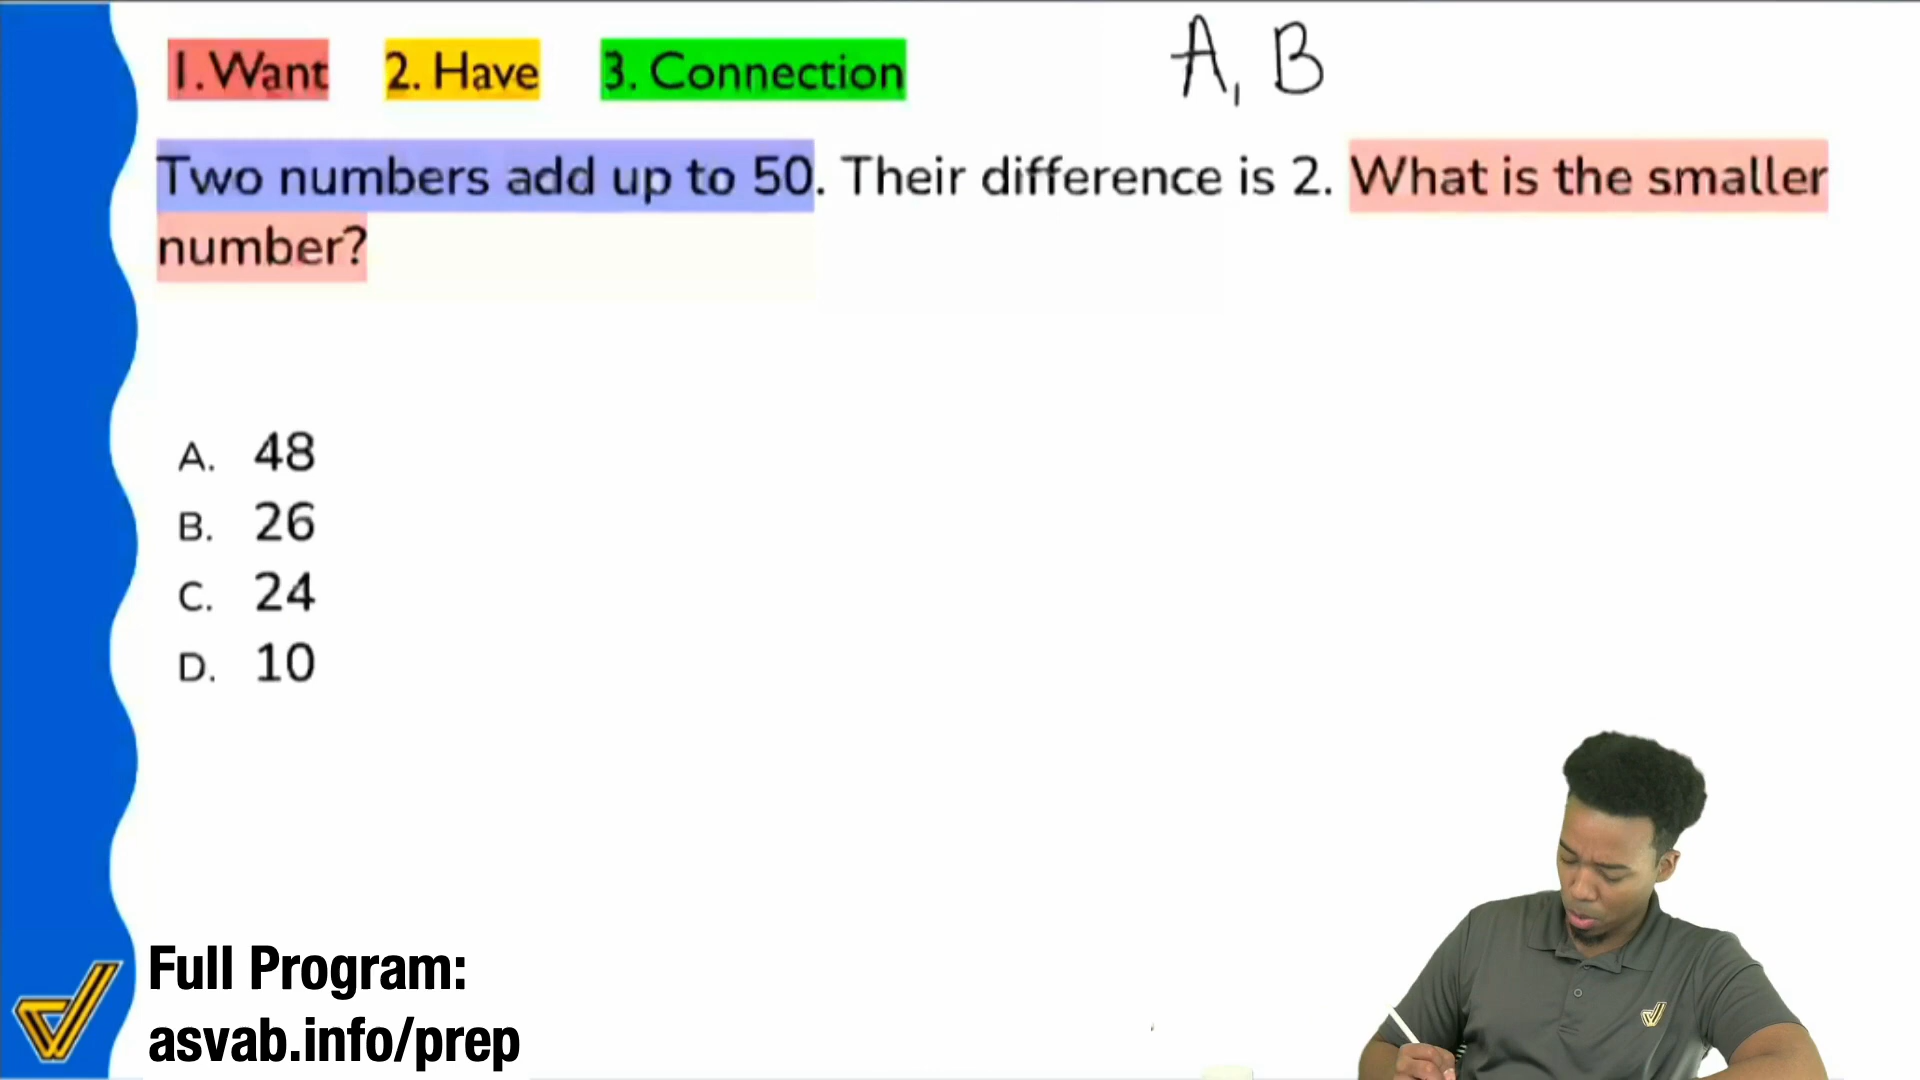 1. Want 2. Have 3. Connection A, B
Two numbers add up to 50. Their difference is 2. What is the smaller
number?
A. 48
B. 26
C. 24
D. 10
Full Program:
asvab.info/prep